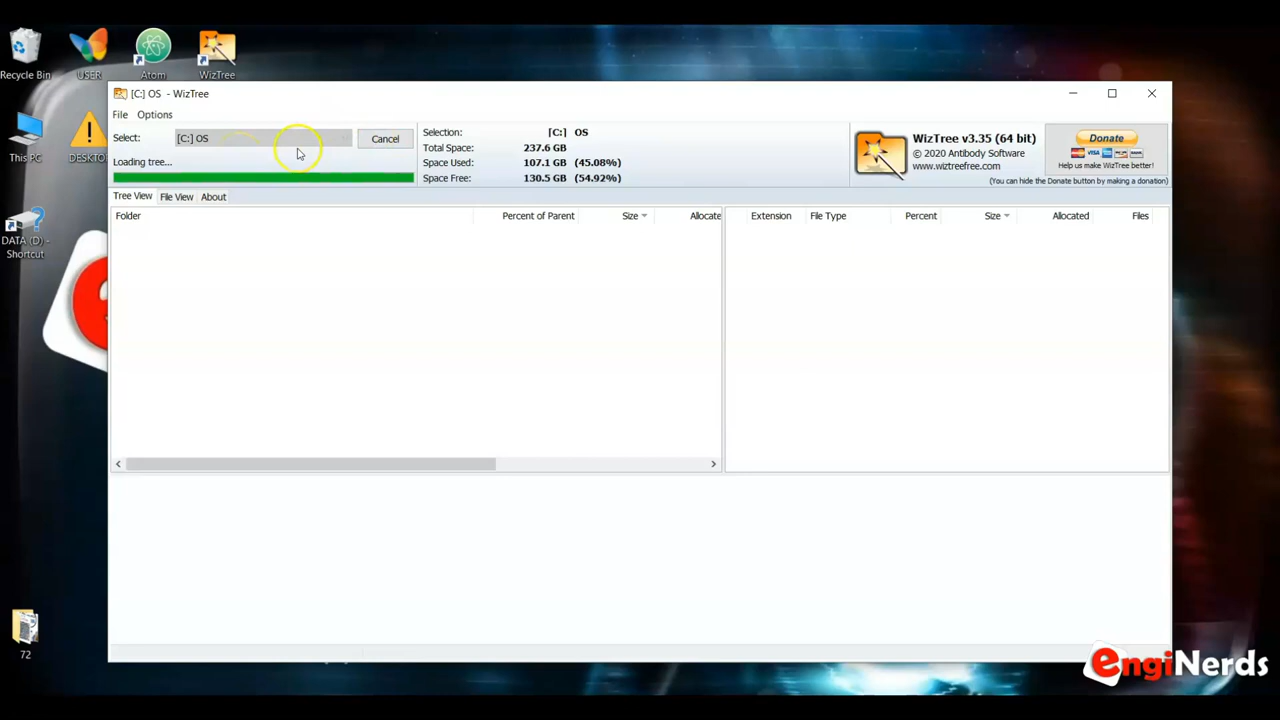 Recycle Bin
USER
Atom
WizTree
This PC
DESKTO
DATA (D) -
Shortcut
72
[C:] OS - WizTree
File Options
Select: [C:] OS Cancel
Loading tree...
Selection: [C:] OS
Total Space: 237.6 GB
Space Used: 107.1 GB (45.08%)
Space Free: 130.5 GB (54.92%)
WizTree v3.35 (64 bit)
© 2020 Antibody Software
www.wiztreefree.com
Donate
VISA
Help us make WizTree better!
(You can hide the Donate button by making a donation)
Tree View File View About
Folder Percent of Parent Size Allocate
Extension File Type Percent Size Allocated Files
engiNerds